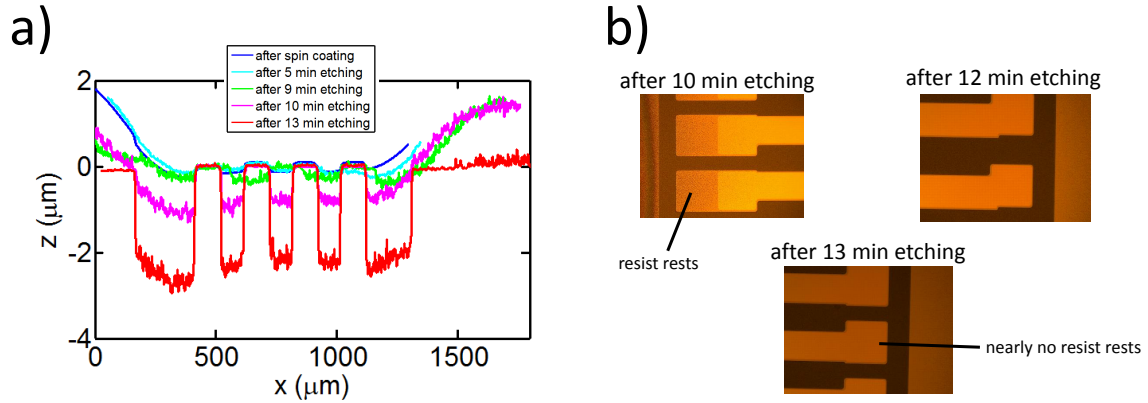 a)
after spin coating
after 5 min etching
after 9 min etching
after 10 min etching
after 13 min etching
2
0
-2
-4
z (μm)
0
500
1000
1500
x (μm)
b)
after 10 min etching
after 12 min etching
resist rests
after 13 min etching
nearly no resist rests